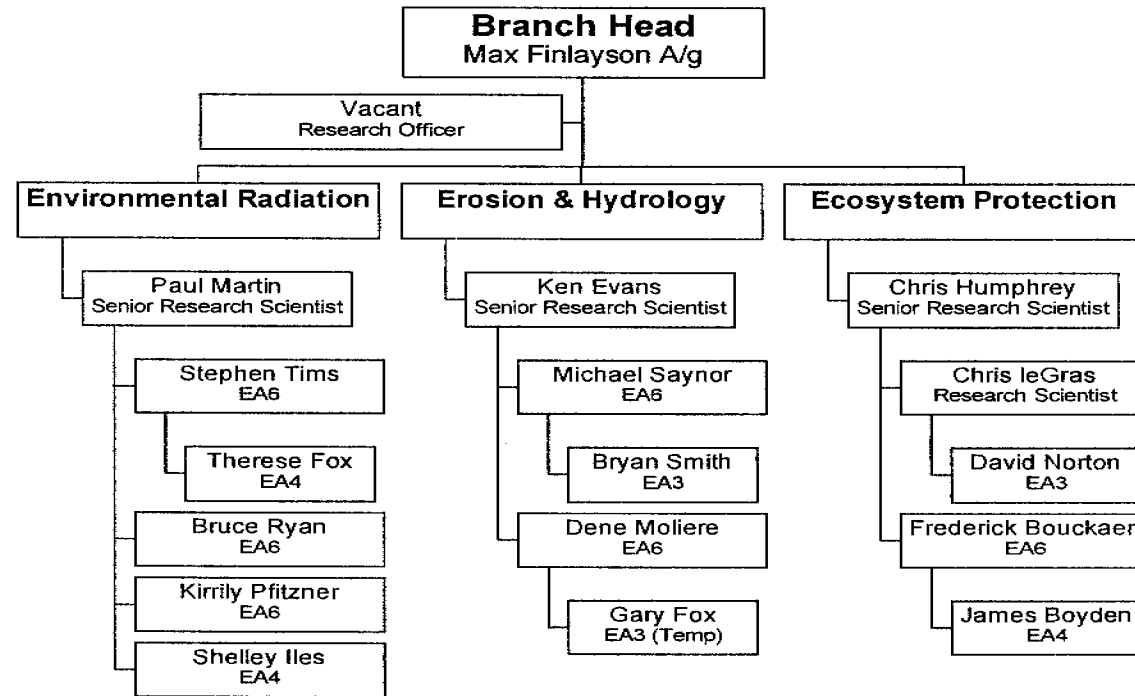 Branch Head
Max Finlayson A/g
Vacant
Research Officer
Environmental Radiation
Paul Martin
Senior Research Scientist
Stephen Tims
EA6
Therese Fox
EA4
Bruce Ryan
EA6
Kirrily Pfitzner
EA6
Shelley Iles
EA4
Erosion & Hydrology
Ken Evans
Senior Research Scientist
Michael Saynor
EA6
Bryan Smith
EA3
Dene Moliere
EA6
Gary Fox
EA3 (Temp)
Ecosystem Protection
Chris Humphrey
Senior Research Scientist
Chris leGras
Research Scientist
David Norton
EA3
Frederick Bouckaer
EA6
James Boyden
EA4